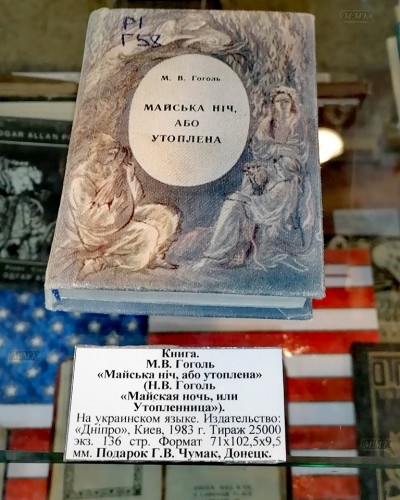 Р1
Г58
М. В. Гоголь
МАЙСЬКА НІЧ,
АБО
УТОПЛЕНА
EDGAR ALLAN P
Книга.
М.В. Гоголь
«Майська ніч, або утоплена»
(Н.В. Гоголь
«Майская ночь, или
Утопленница»).
На украинском языке. Издательство:
«Дніпро», Киев, 1983 г. Тираж 25000
экз. 136 стр. Формат 71х102,5х9,5
мм. Подарок Г.В. Чумак, Донецк.